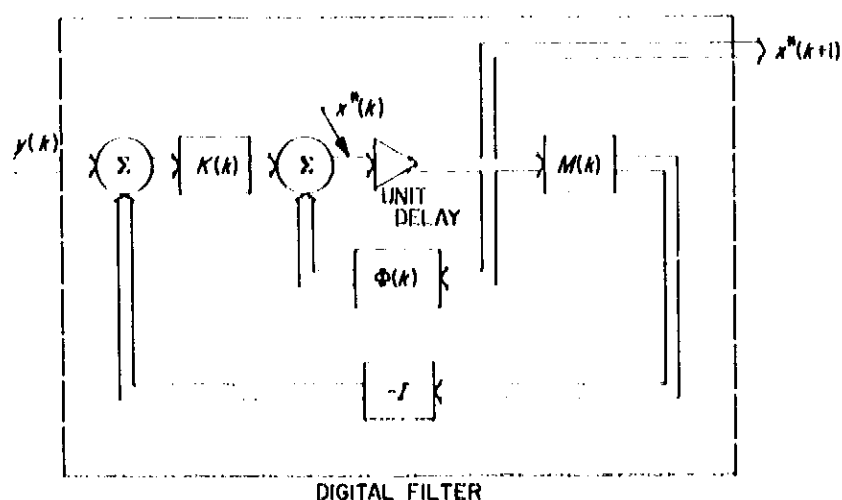 x*(k+1)
x*(k)
y(k)
Σ
K(k)
Σ
M(k)
UNIT
DELAY
Φ(k)
-I
DIGITAL FILTER